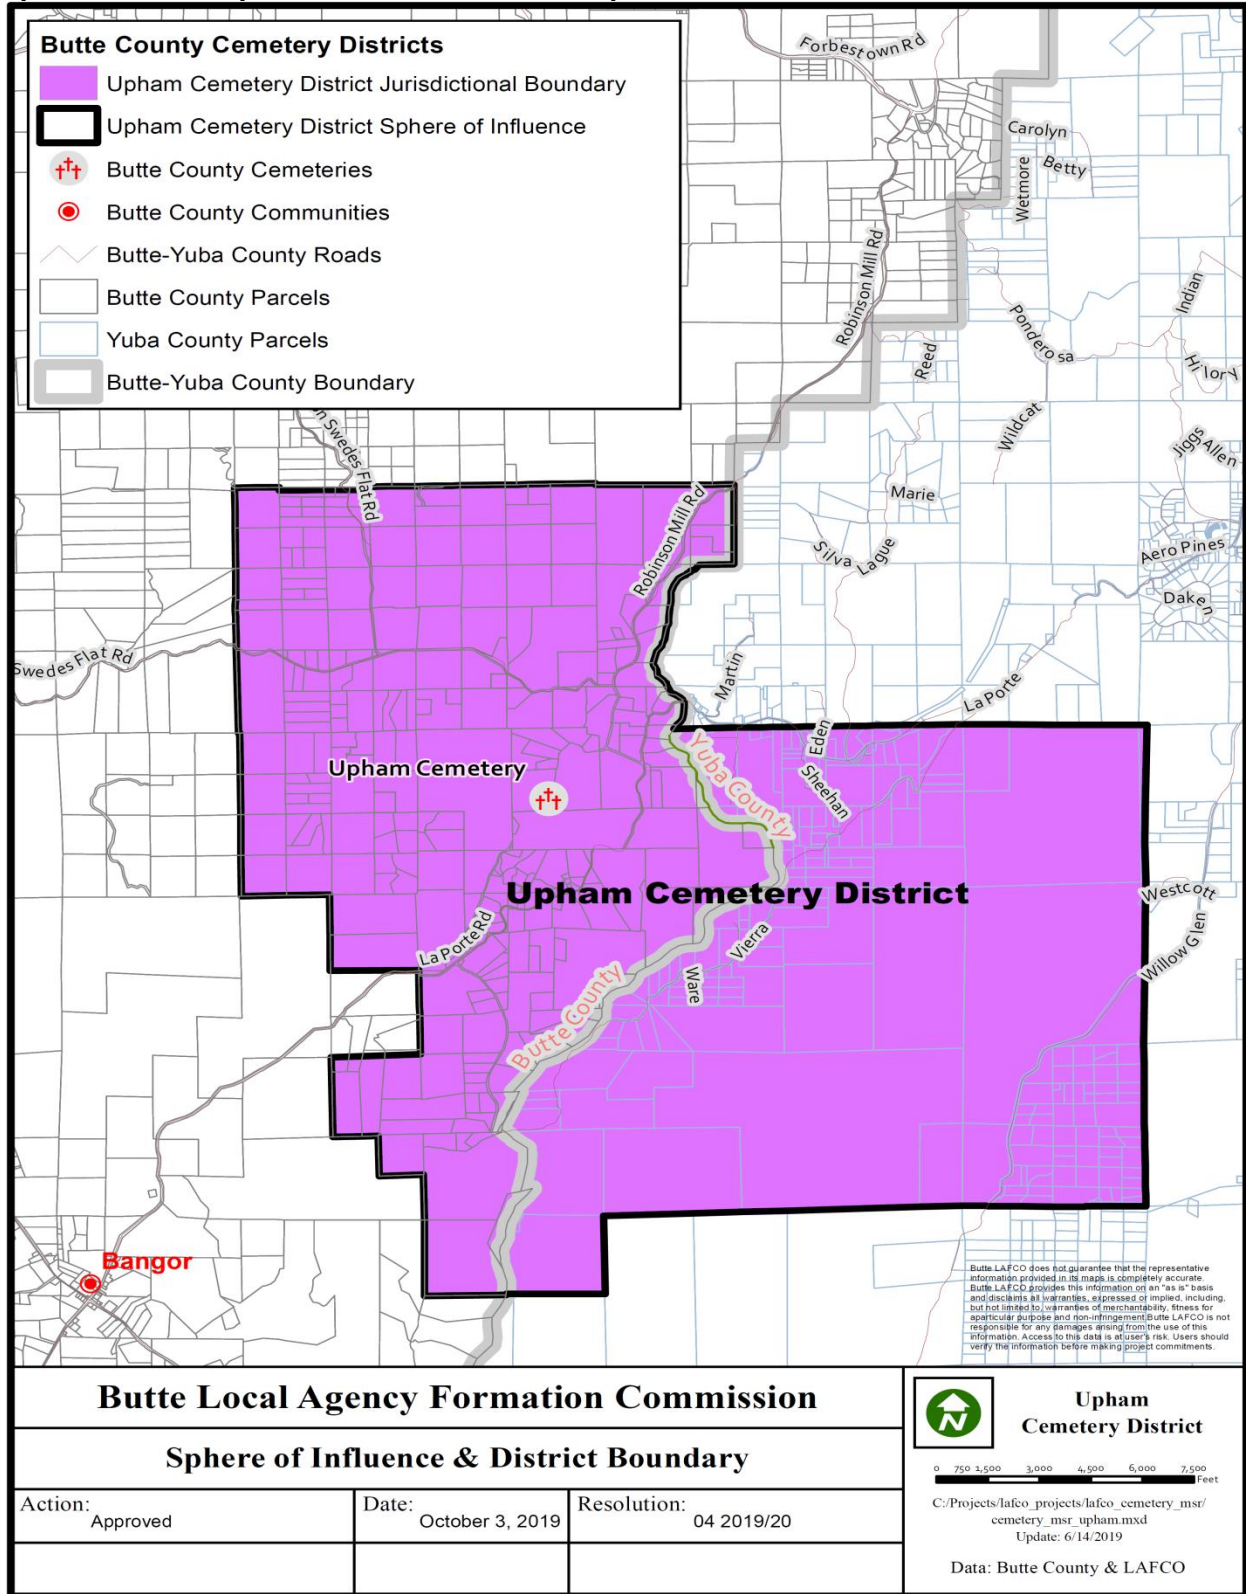 Butte County Cemetery Districts
Upham Cemetery District Jurisdictional Boundary
Upham Cemetery District Sphere of Influence
Butte County Cemeteries
Butte County Communities
Butte-Yuba County Roads
Butte County Parcels
Yuba County Parcels
Butte-Yuba County Boundary
Forbestown Rd
Carolyn
Betty
Wetmore
Robinson Mill Rd
Indian
Ponderosa
Reed
Hilory
Wildcat
Jiggs
Allen
on Swedes Flat Rd
Marie
Robinson Mill Rd
Silva
Lague
Aero Pines
Daken
Swedes Flat Rd
Martin
La Porte
Eden
Yuba County
Sheehan
Upham Cemetery
Upham Cemetery District
Westcott
La Porte Rd
Vierra
Willow Glen
Ware
Butte County
Bangor
Butte LAFCO does not guarantee that the representative
information provided in its maps is completely accurate.
Butte LAFCO provides this information on an "as is" basis
and disclaims all warranties, expressed or implied, including,
but not limited to, warranties of merchantability, fitness for
aparticular purpose and non-infringement Butte LAFCO is not
responsible for any damages arising from the use of this
information. Access to this data is at user's risk. Users should
verify the information before making project commitments.
Butte Local Agency Formation Commission
Sphere of Influence & District Boundary
Action:
Approved
Date:
October 3, 2019
Resolution:
04 2019/20
N
Upham
Cemetery District
0 750 1,500 3,000 4,500 6,000 7,500
Feet
C:/Projects/lafco_projects/lafco_cemetery_msr/
cemetery_msr_upham.mxd
Update: 6/14/2019
Data: Butte County & LAFCO